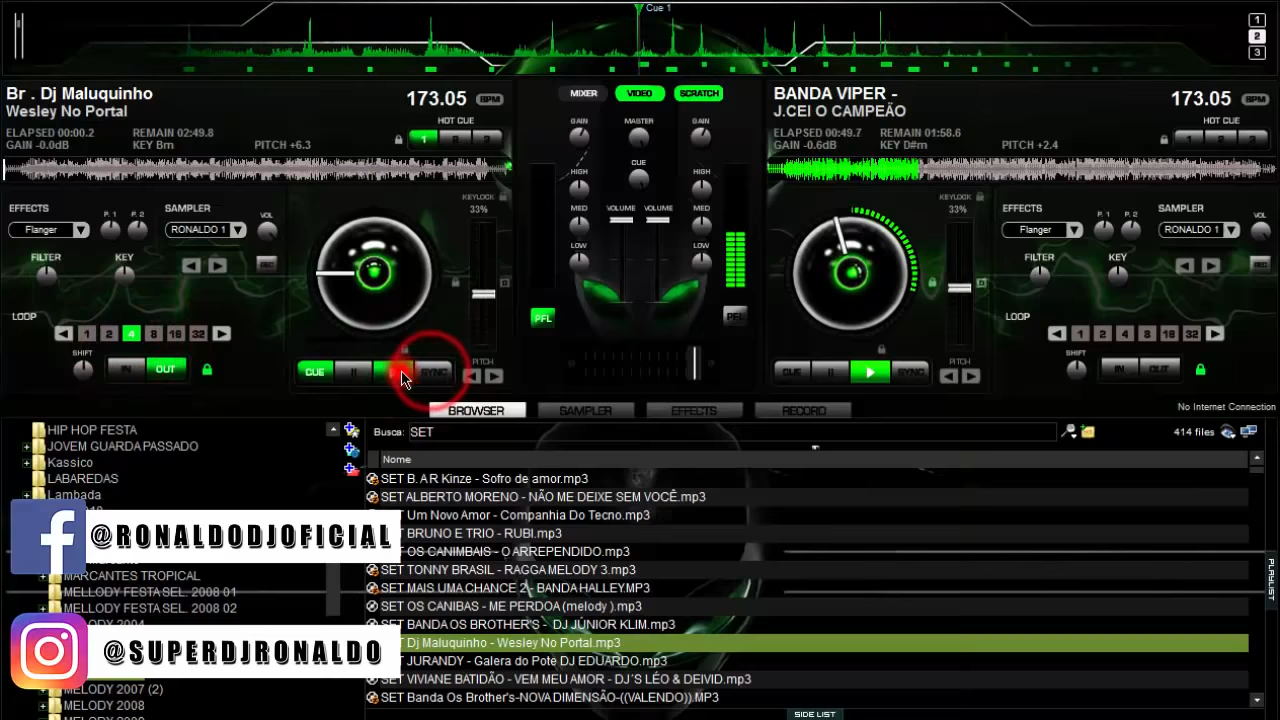 Cue 1
1
2
3
Br . Dj Maluquinho
Wesley No Portal
173.05 BPM
ELAPSED 00:00.2
REMAIN 02:49.8
GAIN -0.0dB
KEY Bm
PITCH +6.3
HOT CUE
1 2 3
MIXER
VIDEO
SCRATCH
GAIN
MASTER
GAIN
CUE
HIGH
HIGH
MED
VOLUME
VOLUME
MED
LOW
LOW
PFL
PFL
BANDA VIPER -
J.CEI O CAMPEÃO
173.05 BPM
ELAPSED 00:49.7
REMAIN 01:58.6
GAIN -0.6dB
KEY D#m
PITCH +2.4
HOT CUE
1 2 3
EFFECTS
P. 1
P. 2
SAMPLER
VOL
Flanger
RONALDO 1
FILTER
KEY
REC
LOOP
1 2 4 8 16 32
SHIFT
IN
OUT
KEYLOCK
33%
CUE
SYNC
PITCH
KEYLOCK
33%
CUE
SYNC
PITCH
EFFECTS
P. 1
P. 2
SAMPLER
VOL
Flanger
RONALDO 1
FILTER
KEY
REC
LOOP
1 2 4 8 16 32
SHIFT
IN
OUT
BROWSER
SAMPLER
EFFECTS
RECORD
No Internet Connection
HIP HOP FESTA
JOVEM GUARDA PASSADO
Kassico
LABAREDAS
Lambada
@RONALDODJOFICIAL
MARCANTES TROPICAL
MELLODY FESTA SEL. 2008 01
MELLODY FESTA SEL. 2008 02
@SUPERDJRONALDO
MELODY 2007 (2)
MELODY 2008
Busca: SET
414 files
Nome
SET B. A R Kinze - Sofro de amor.mp3
SET ALBERTO MORENO - NÃO ME DEIXE SEM VOCÊ.mp3
Um Novo Amor - Companhia Do Tecno.mp3
BRUNO E TRIO - RUBI.mp3
OS CANIMBAIS - O ARREPENDIDO.mp3
SET TONNY BRASIL - RAGGA MELODY 3.mp3
SET MAIS UMA CHANCE 2 - BANDA HALLEY.MP3
SET OS CANIBAS - ME PERDOA (melody ).mp3
SET BANDA OS BROTHER'S - DJ JÚNIOR KLIM.mp3
Dj Maluquinho - Wesley No Portal.mp3
JURANDY - Galera do Pote DJ EDUARDO.mp3
SET VIVIANE BATIDÃO - VEM MEU AMOR - DJ´S LÉO & DEIVID.mp3
SET Banda Os Brother's-NOVA DIMENSÃO-((VALENDO)).MP3
PLAYLIST
SIDE LIST